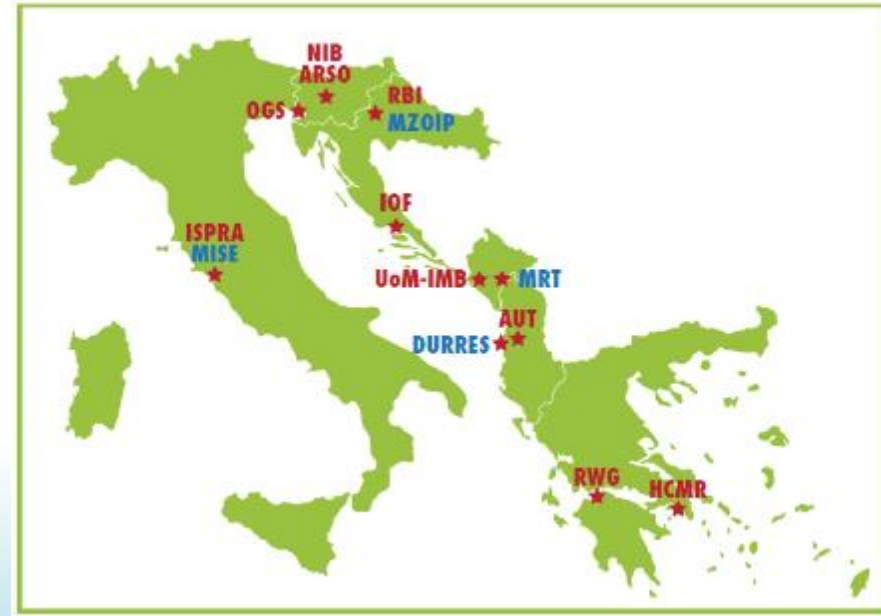 NIB
ARSO
OGS
RBI
MZOIP
IOF
ISPRA
MISE
UoM-IMB
MRT
AUT
DURRES
RWG
HCMR